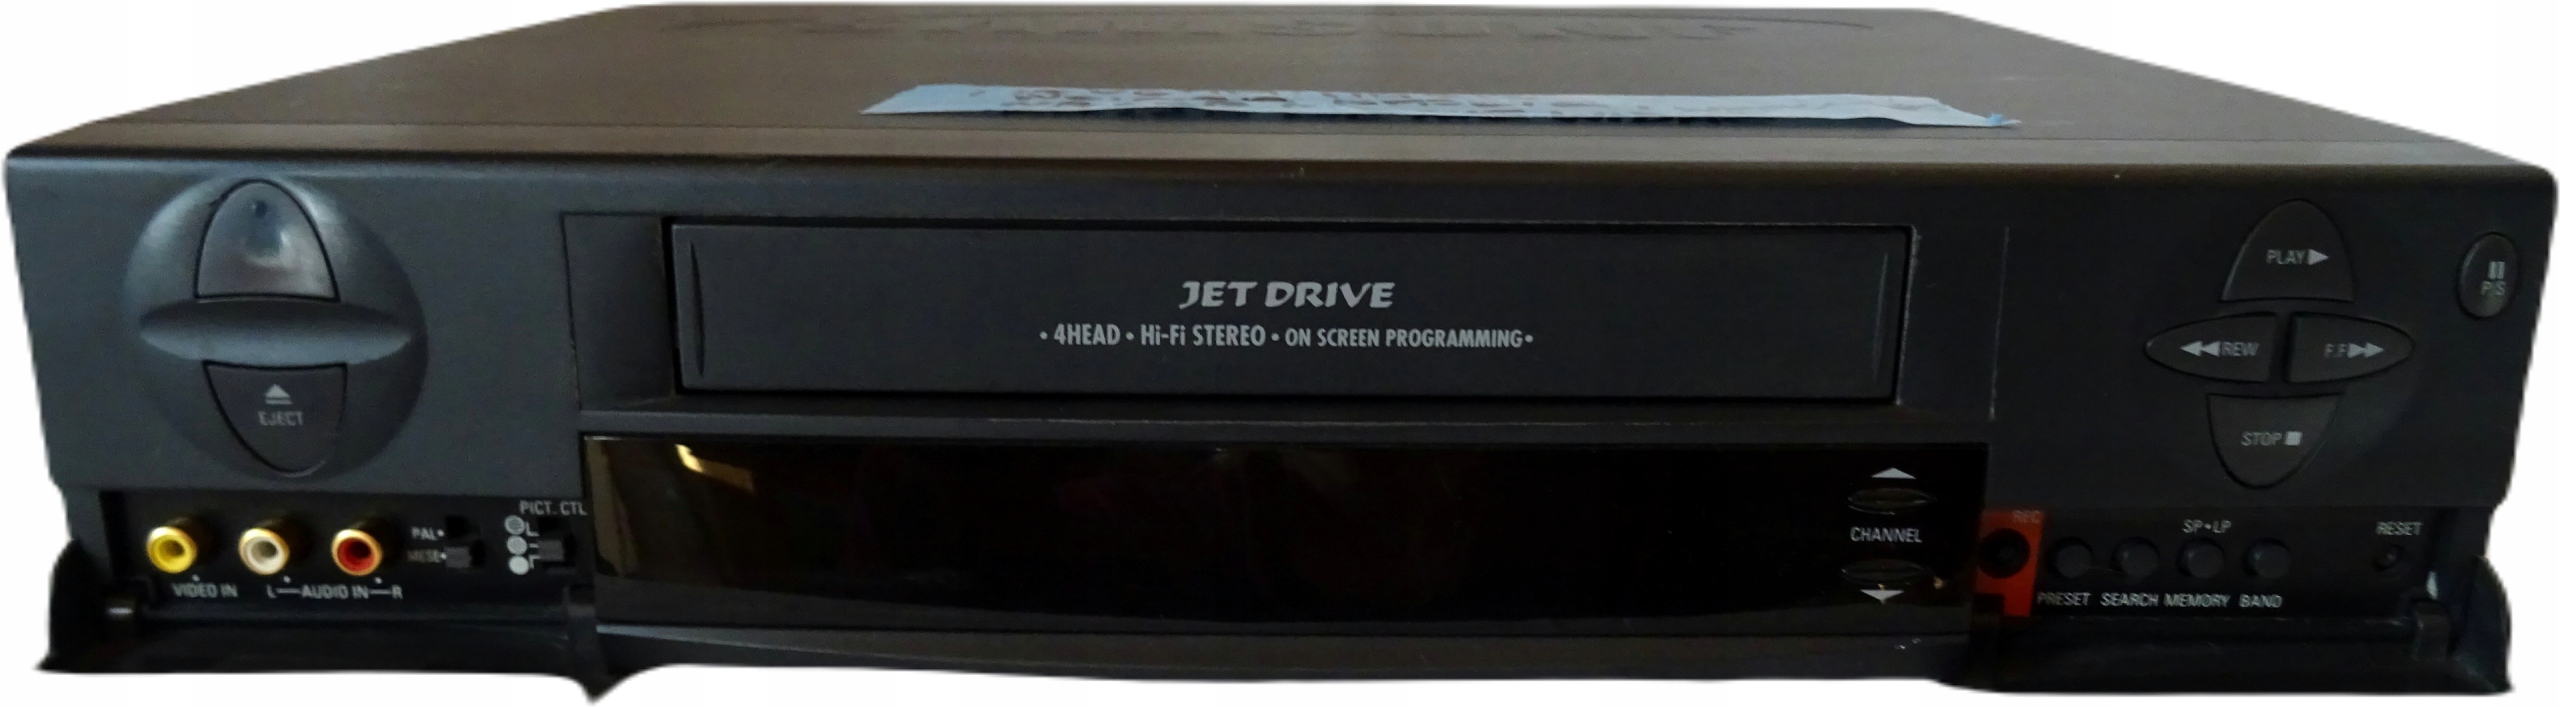 JET DRIVE
• 4HEAD • Hi-Fi STEREO • ON SCREEN PROGRAMMING•
PLAY
P/S
REW
F.F
STOP
EJECT
PICT. CTL
PAL•
MESE•
VIDEO IN
L—AUDIO IN—R
CHANNEL
REC
SP•LP
RESET
PRESET SEARCH MEMORY BAND